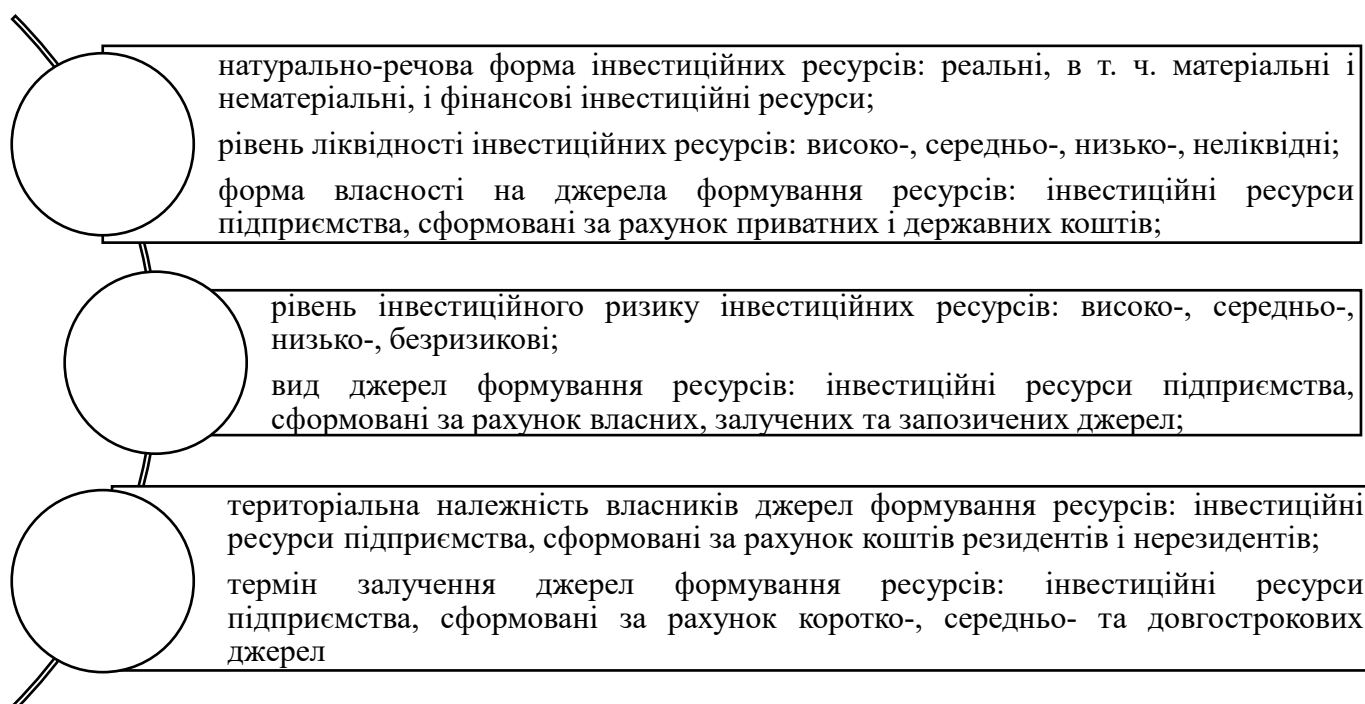 натурально-речова форма інвестиційних ресурсів: реальні, в т. ч. матеріальні і
нематеріальні, і фінансові інвестиційні ресурси;
рівень ліквідності інвестиційних ресурсів: високо-, середньо-, низько-, неліквідні;
форма власності на джерела формування ресурсів: інвестиційні ресурси
підприємства, сформовані за рахунок приватних і державних коштів;
рівень інвестиційного ризику інвестиційних ресурсів: високо-, середньо-,
низько-, безризикові;
вид джерел формування ресурсів: інвестиційні ресурси підприємства,
сформовані за рахунок власних, залучених та запозичених джерел;
територіальна належність власників джерел формування ресурсів: інвестиційні
ресурси підприємства, сформовані за рахунок коштів резидентів і нерезидентів;
термін залучення джерел формування ресурсів: інвестиційні ресурси
підприємства, сформовані за рахунок коротко-, середньо- та довгострокових
джерел